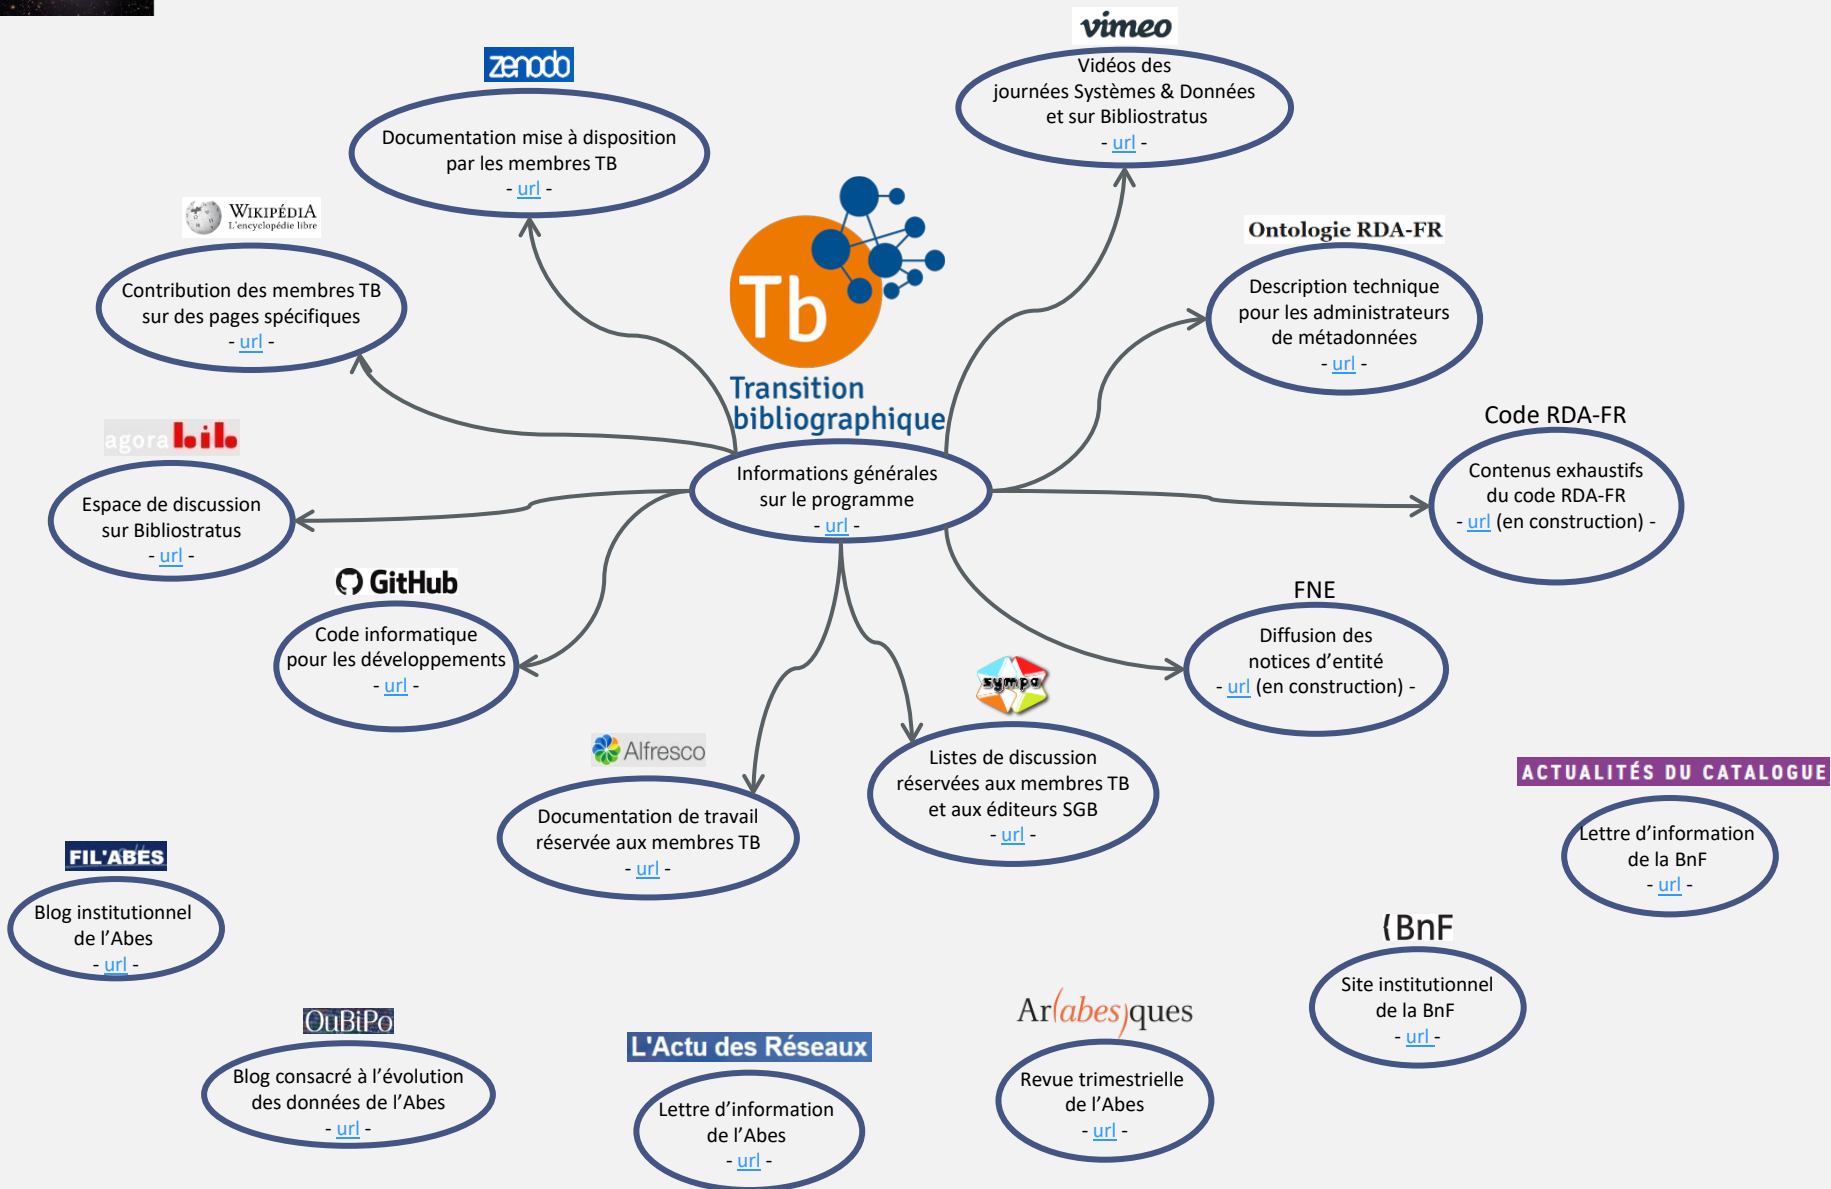 vimeo
Vidéos des
journées Systèmes & Données
et sur Bibliostratus
- url -
zenodo
Documentation mise à disposition
par les membres TB
- url -
WIKIPÉDIA
L'encyclopédie libre
Contribution des membres TB
sur des pages spécifiques
- url -
Tb
Transition
bibliographique
Informations générales
sur le programme
- url -
Ontologie RDA-FR
Description technique
pour les administrateurs
de métadonnées
- url -
Code RDA-FR
Contenus exhaustifs
du code RDA-FR
- url (en construction) -
agora bib
Espace de discussion
sur Bibliostratus
- url -
GitHub
Code informatique
pour les développements
- url -
FNE
Diffusion des
notices d'entité
- url (en construction) -
sympa
Listes de discussion
réservées aux membres TB
et aux éditeurs SGB
- url -
Alfresco
Documentation de travail
réservée aux membres TB
- url -
ACTUALITÉS DU CATALOGUE
Lettre d'information
de la BnF
- url -
FIL'ABES
Blog institutionnel
de l'Abes
- url -
{BnF
Site institutionnel
de la BnF
- url -
OuBiPo
Blog consacré à l'évolution
des données de l'Abes
- url -
L'Actu des Réseaux
Lettre d'information
de l'Abes
- url -
Ar(abes)ques
Revue trimestrielle
de l'Abes
- url -